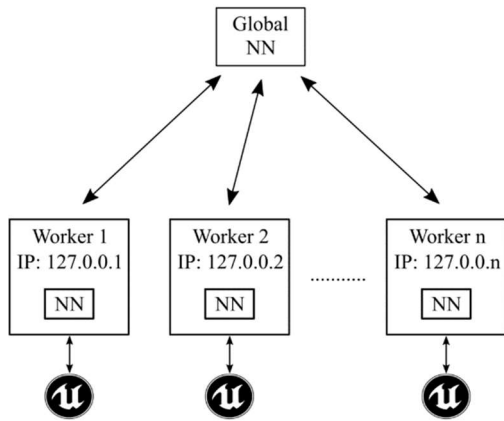 Global
NN
Worker 1
IP: 127.0.0.1
NN
Worker 2
IP: 127.0.0.2
NN
............
Worker n
IP: 127.0.0.n
NN